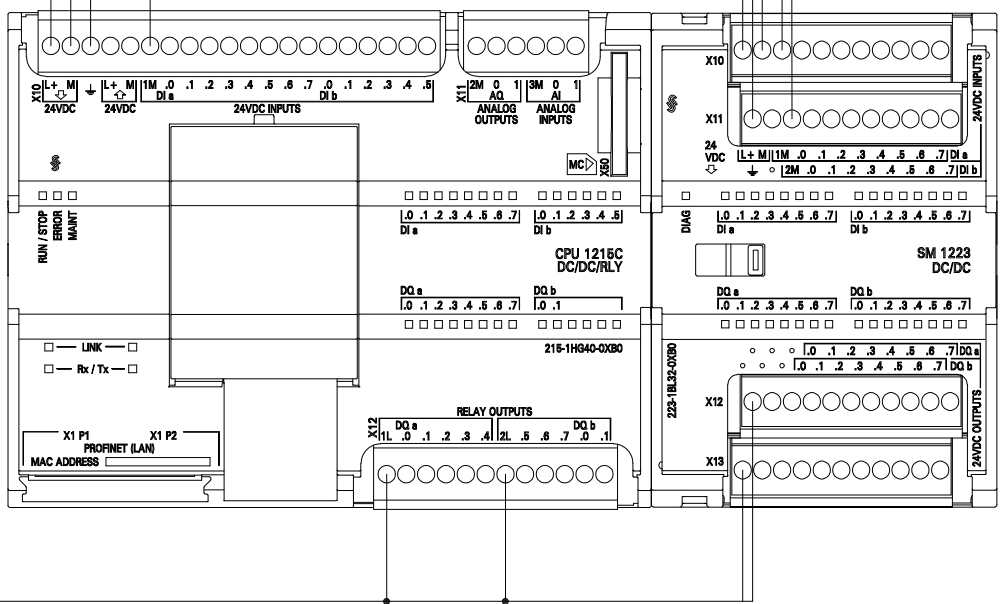 X10
L+ M
24VDC
L+ M
24VDC
1M .0 .1 .2 .3 .4 .5 .6 .7 .0 .1 .2 .3 .4 .5
DI a
DI b
24VDC INPUTS
X11
2M 0 1
AQ
ANALOG
OUTPUTS
3M 0 1
AI
ANALOG
INPUTS
MC
X50
RUN / STOP
ERROR
MAINT
.0 .1 .2 .3 .4 .5 .6 .7
DI a
.0 .1 .2 .3 .4 .5
DI b
CPU 1215C
DC/DC/RLY
DQ a
.0 .1 .2 .3 .4 .5 .6 .7
DQ b
.0 .1
LINK
Rx / Tx
215-1HG40-0XB0
X1 P1
X1 P2
PROFINET (LAN)
MAC ADDRESS
RELAY OUTPUTS
X12
DQ a
DQ b
1L .0 .1 .2 .3 .4 2L .5 .6 .7 .0 .1
X10
X11
24VDC INPUTS
24
VDC
L+ M 1M .0 .1 .2 .3 .4 .5 .6 .7 DI a
2M .0 .1 .2 .3 .4 .5 .6 .7 DI b
DIAG
.0 .1 .2 .3 .4 .5 .6 .7
DI a
.0 .1 .2 .3 .4 .5 .6 .7
DI b
SM 1223
DC/DC
DQ a
.0 .1 .2 .3 .4 .5 .6 .7
DQ b
.0 .1 .2 .3 .4 .5 .6 .7
223-1BL32-0XB0
.0 .1 .2 .3 .4 .5 .6 .7 DQ a
.0 .1 .2 .3 .4 .5 .6 .7 DQ b
X12
X13
24VDC OUTPUTS